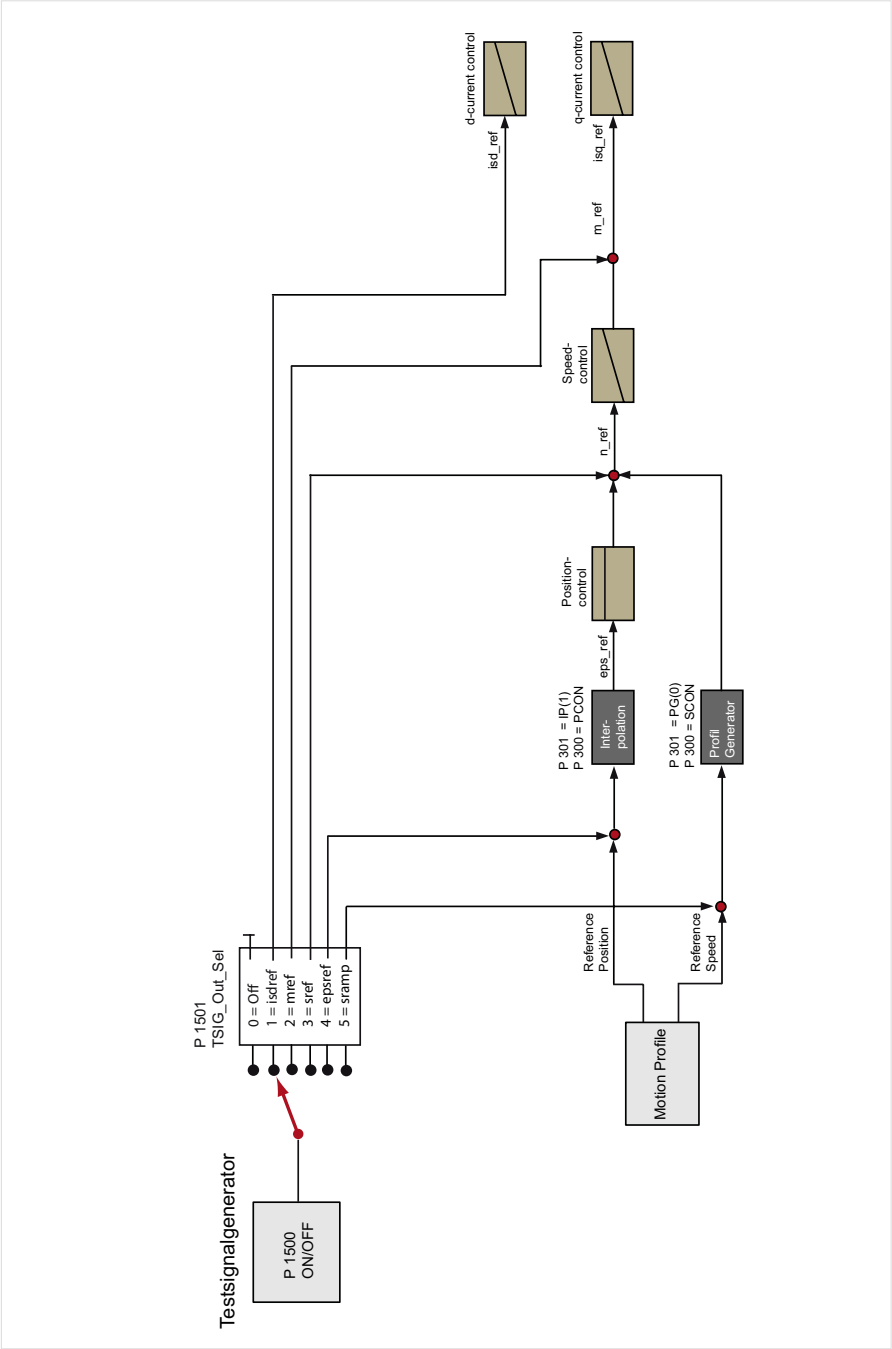 Testsignalgenerator
P 1500
ON/OFF
P 1501
TSIG_Out_Sel
0 = Off
1 = isdref
2 = mref
3 = sref
4 = epsref
5 = sramp
isd_ref
d-current control
Motion Profile
Reference
Position
Reference
Speed
P 301 = IP(1)
P 300 = PCON
Inter-
polation
eps_ref
Position-
control
n_ref
Speed-
control
m_ref
isq_ref
q-current control
P 301 = PG(0)
P 300 = SCON
Profil
Generator